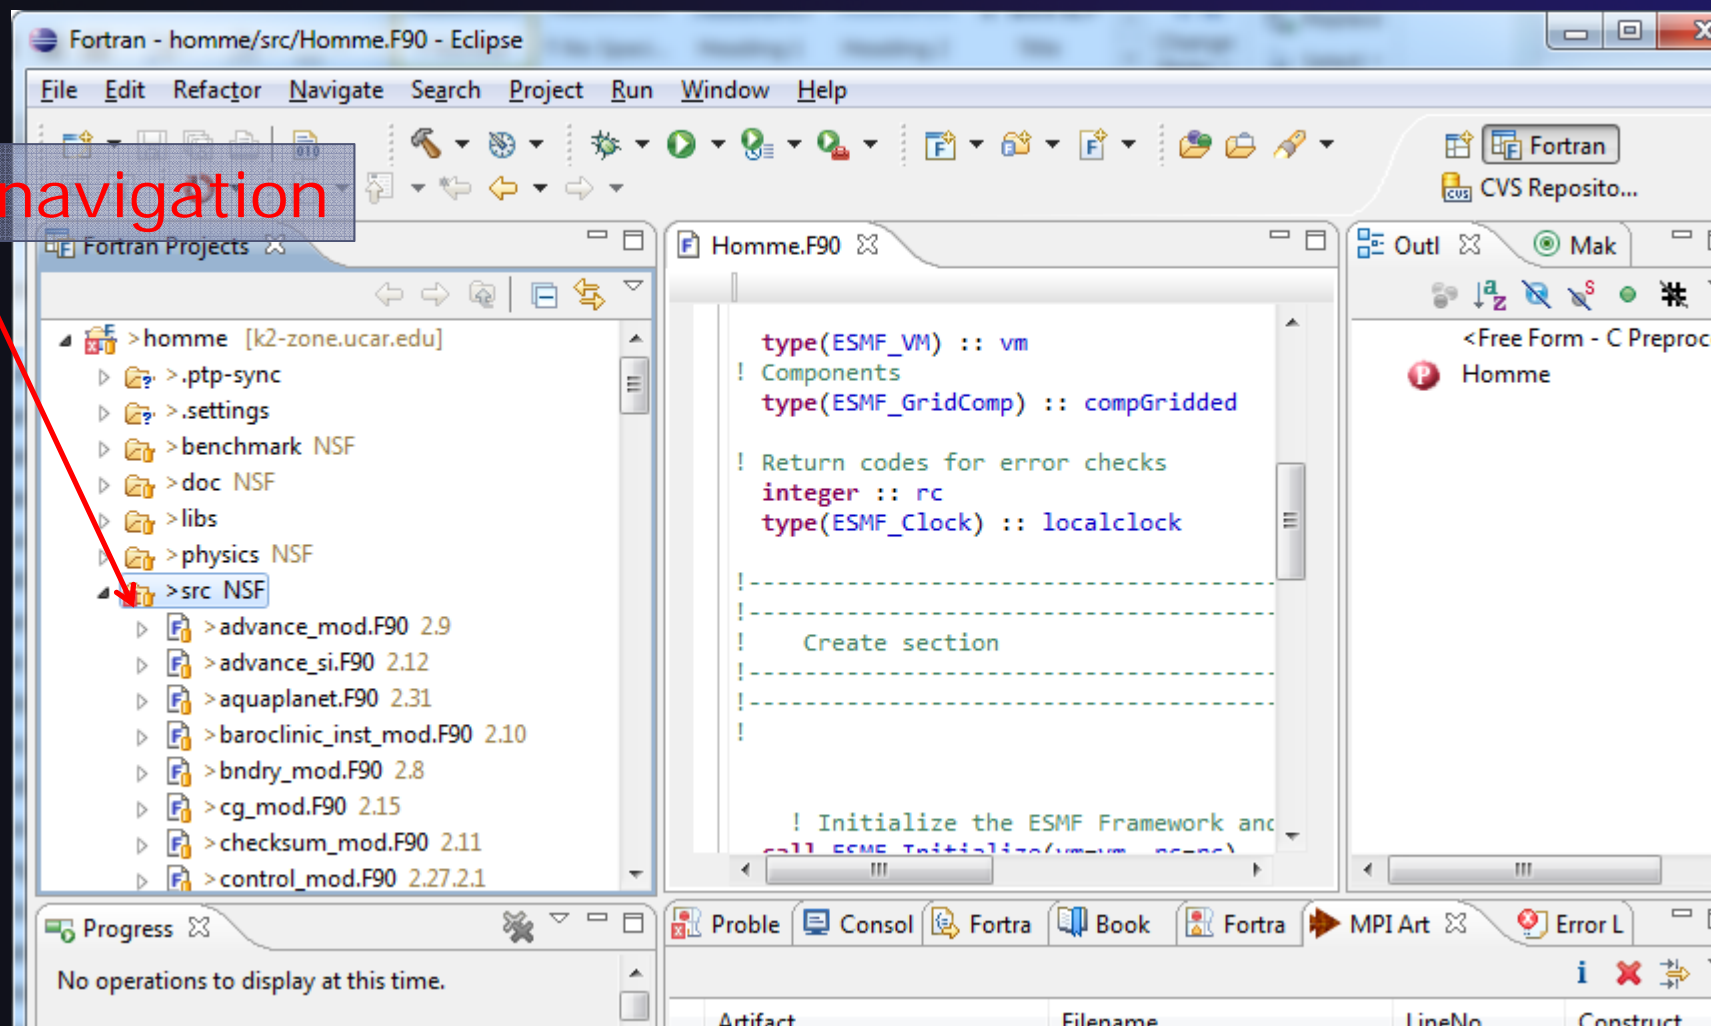 Fortran - homme/src/Homme.F90 - Eclipse
File Edit Refactor Navigate Search Project Run Window Help
navigation
Fortran
CVS Reposito...
Fortran Projects
>homme [k2-zone.ucar.edu]
>.ptp-sync
>.settings
>benchmark NSF
>doc NSF
>libs
>physics NSF
>src NSF
>advance_mod.F90 2.9
>advance_si.F90 2.12
>aquaplanet.F90 2.31
>baroclinic_inst_mod.F90 2.10
>bndry_mod.F90 2.8
>cg_mod.F90 2.15
>checksum_mod.F90 2.11
>control_mod.F90 2.27.2.1
Homme.F90
type(ESMF_VM) :: vm
! Components
type(ESMF_GridComp) :: compGridded
! Return codes for error checks
integer :: rc
type(ESMF_Clock) :: localclock
!--------------------------------------
!--------------------------------------
! Create section
!--------------------------------------
!--------------------------------------
!
! Initialize the ESMF Framework and
call ESMF_Initialize(vm=vm, rc=rc)
Outl Mak
<Free Form - C Preproc
Homme
Progress
No operations to display at this time.
Proble Consol Fortra Book Fortra MPI Art Error L
Artifact Filename LineNo Construct